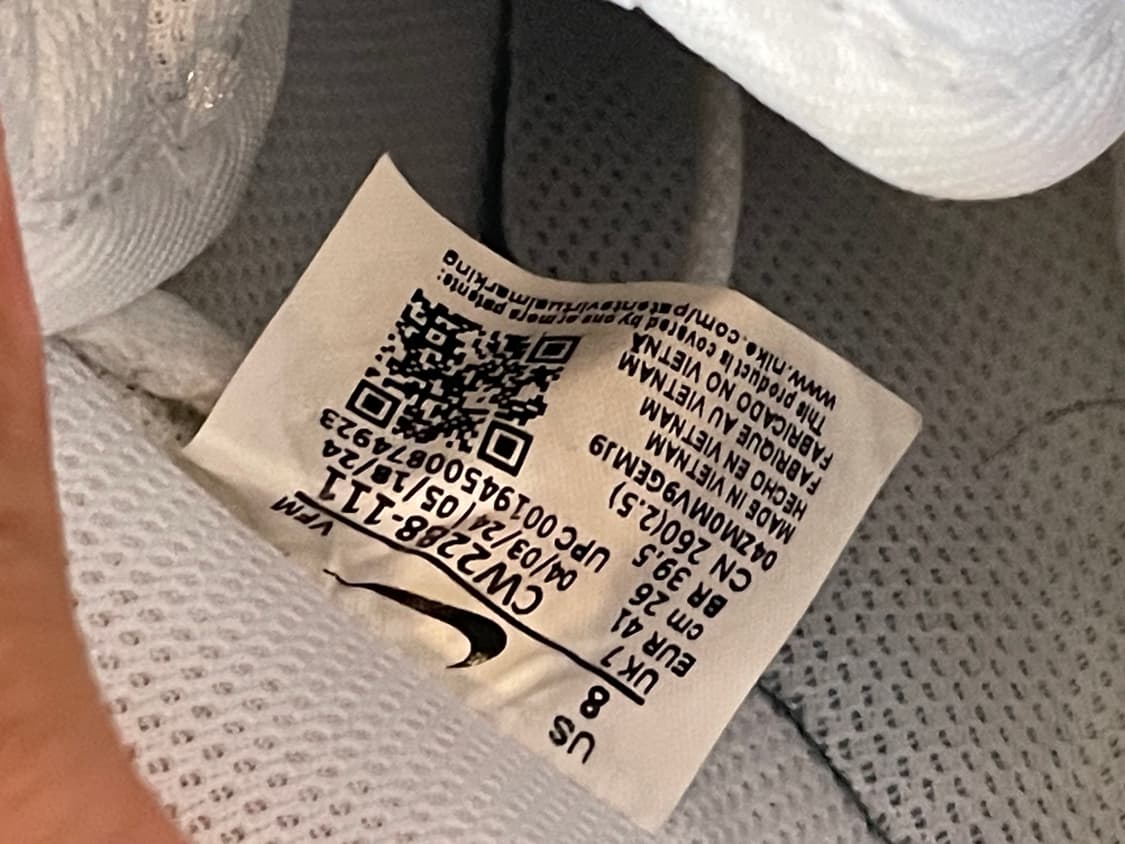 US
8
UK 7
EUR 41
cm 26
BR 39,5
CN 260(2.5)
04ZM0MV9GEMJ9
MADE IN VIETNAM
HECHO EN VIETNAM
FABRIQUE AU VIETNAM
FABRICADO NO VIETNÃ
VFM
CW2288-111
04/03/24 05/18/24
UPC 00194500874923
This product is covered by one or more patents:
www.nike.com/patentsvirtualmarking